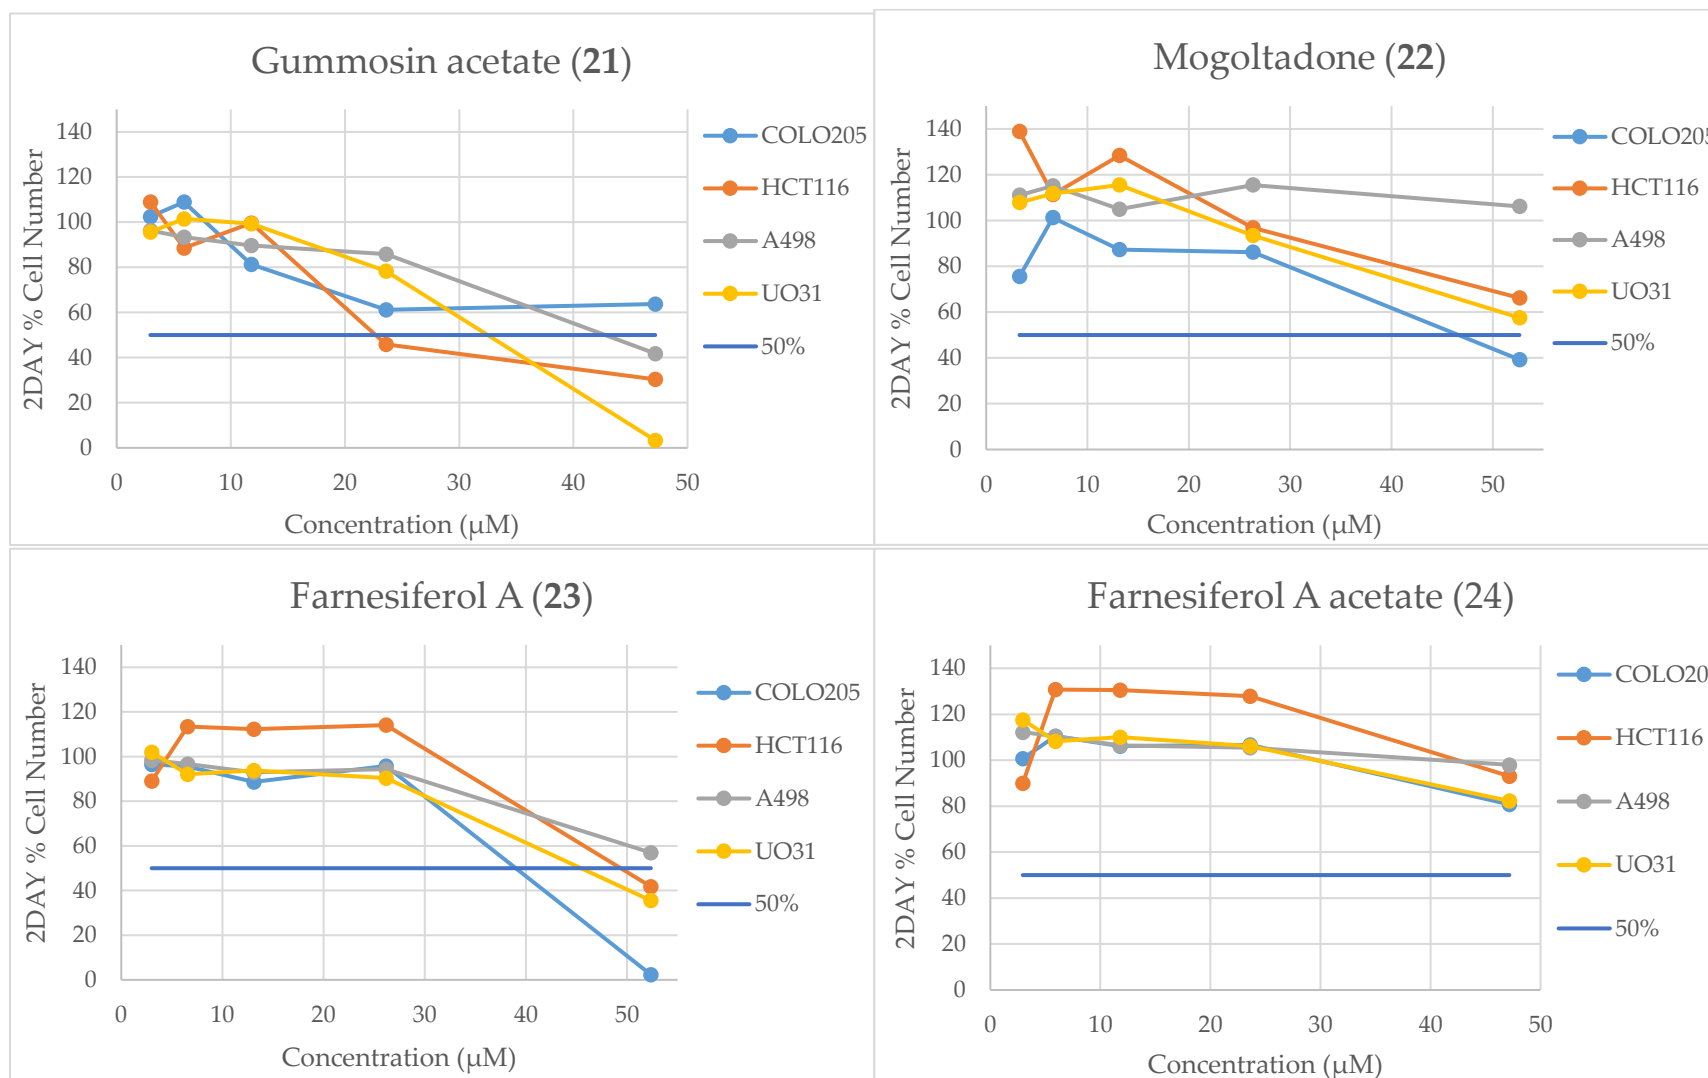 Gummosin acetate (21)
2DAY % Cell Number
140
120
100
80
60
40
20
0
0 10 20 30 40 50
Concentration (µM)
COLO205
HCT116
A498
UO31
50%
Mogoltadone (22)
2DAY % Cell Number
140
120
100
80
60
40
20
0
0 10 20 30 40 50
Concentration (µM)
COLO205
HCT116
A498
UO31
50%
Farnesiferol A (23)
2DAY % Cell Number
140
120
100
80
60
40
20
0
0 10 20 30 40 50
Concentration (µM)
COLO205
HCT116
A498
UO31
50%
Farnesiferol A acetate (24)
2DAY % Cell Number
140
120
100
80
60
40
20
0
0 10 20 30 40 50
Concentration (µM)
COLO20
HCT116
A498
UO31
50%